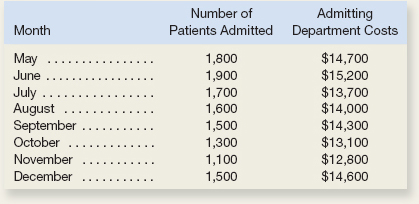 Number of Admitting
Month Patients Admitted Department Costs
May ................ 1,800 $14,700
June ................ 1,900 $15,200
July ................ 1,700 $13,700
August ............. 1,600 $14,000
September .......... 1,500 $14,300
October ............ 1,300 $13,100
November .......... 1,100 $12,800
December .......... 1,500 $14,600